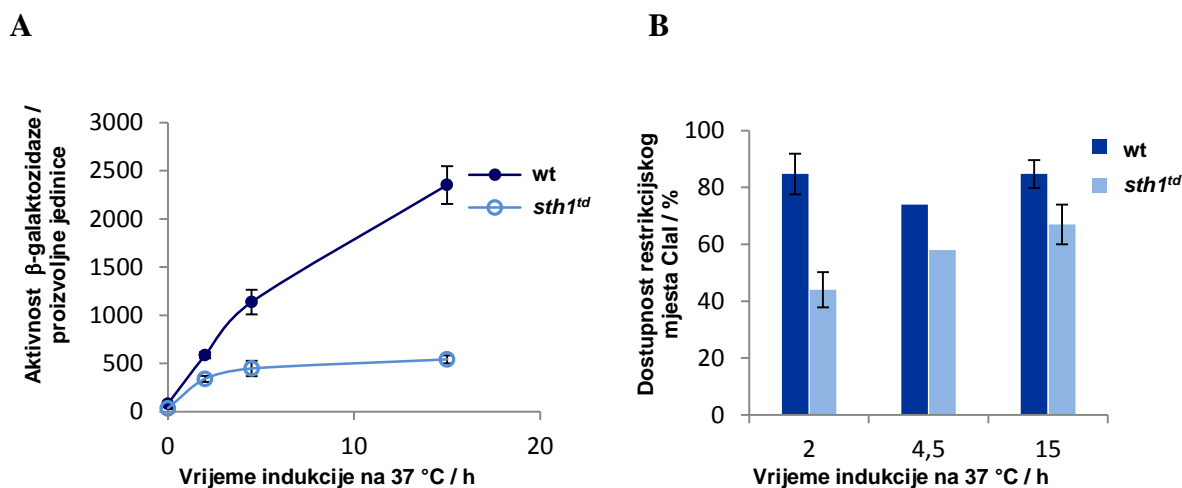 A
Aktivnost β-galaktozidaze /
proizvoljne jedinice
3000
2500
2000
1500
1000
500
0
0
10
20
Vrijeme indukcije na 37 °C / h
wt
sth1td
B
Dostupnost restrikcijskog
mjesta ClaI / %
100
80
60
40
20
0
2
4,5
15
Vrijeme indukcije na 37 °C / h
wt
sth1td